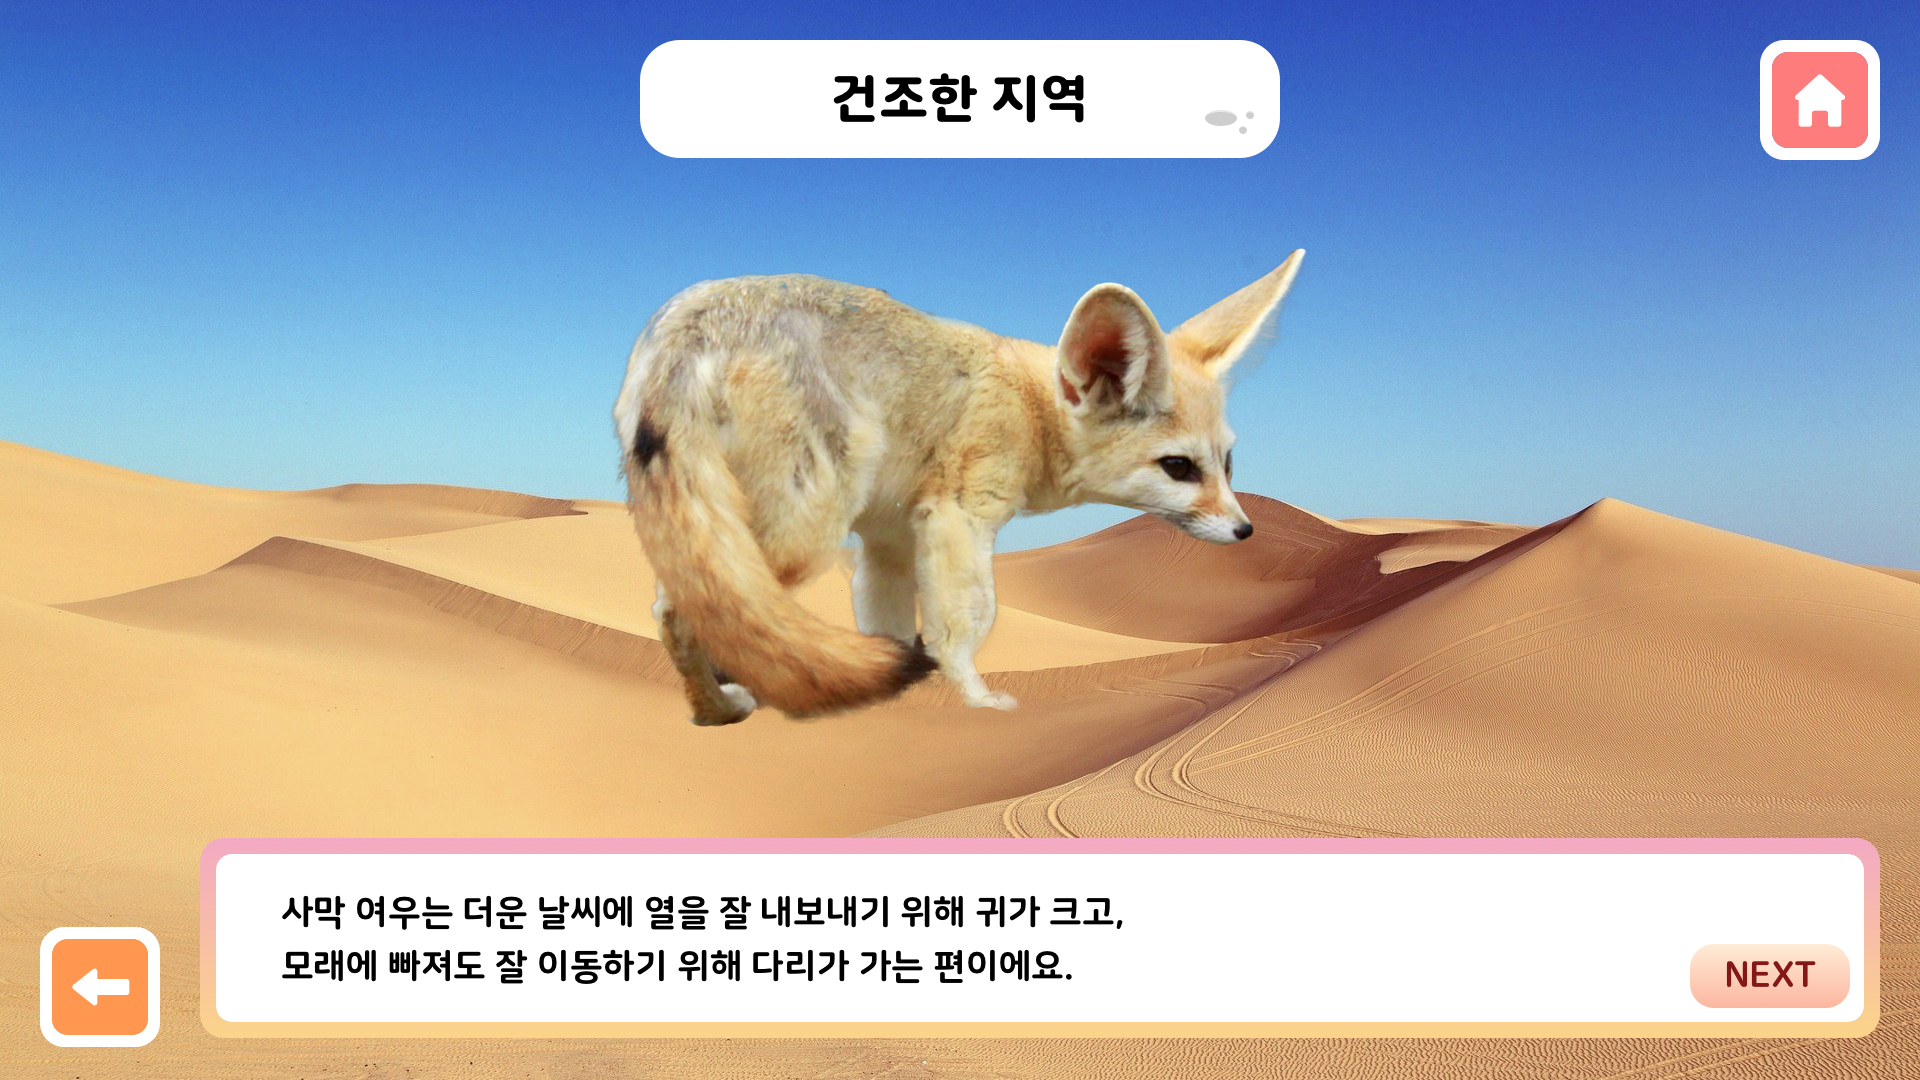 건조한 지역
사막 여우는 더운 날씨에 열을 잘 내보내기 위해 귀가 크고,
모래에 빠져도 잘 이동하기 위해 다리가 가는 편이에요.
NEXT